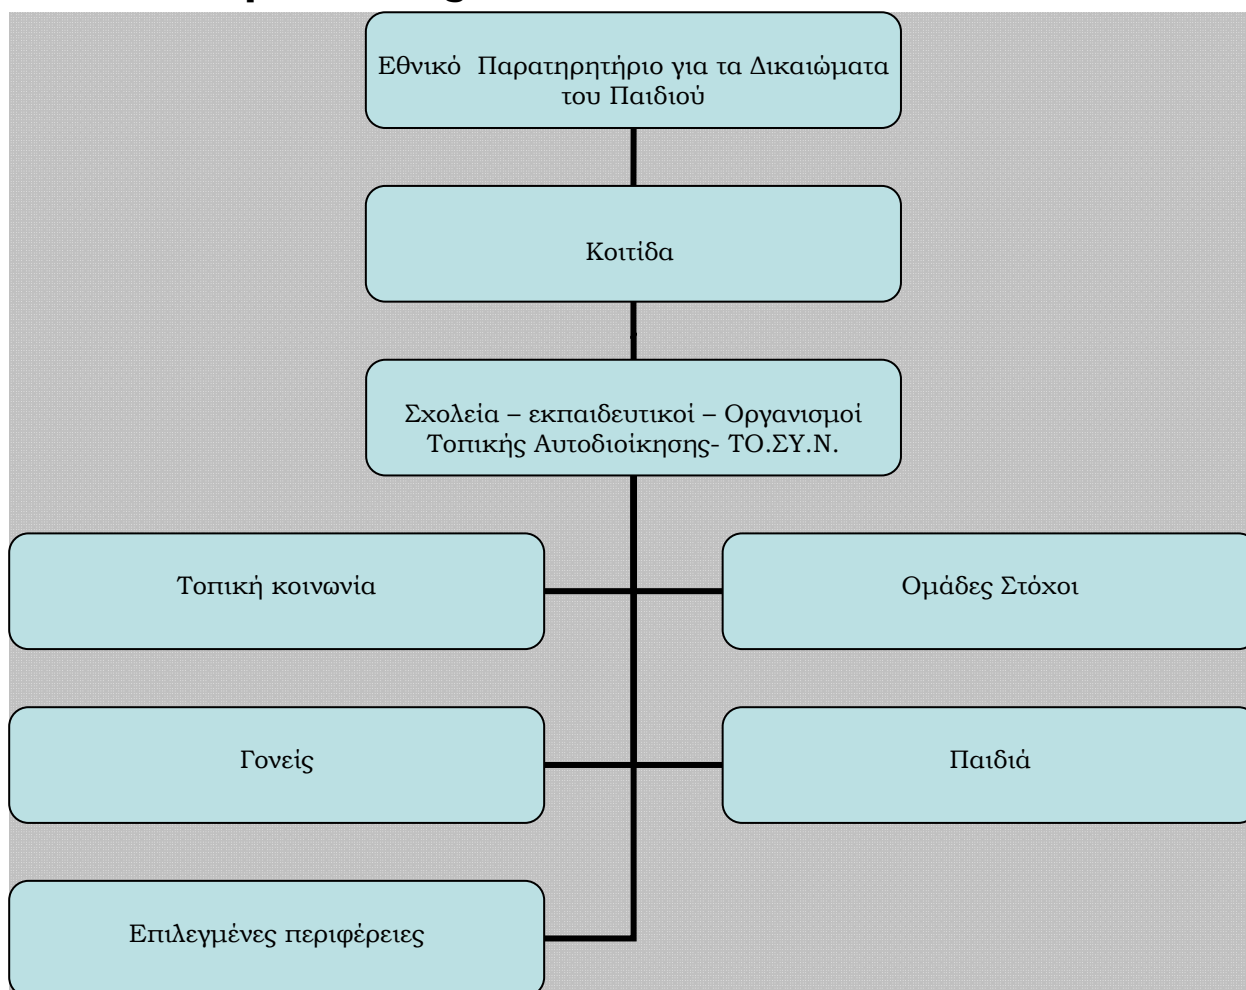 Εθνικό Παρατηρητήριο για τα Δικαιώματα
του Παιδιού
Κοιτίδα
Σχολεία – εκπαιδευτικοί – Οργανισμοί
Τοπικής Αυτοδιοίκησης- ΤΟ.ΣΥ.Ν.
Τοπική κοινωνία
Ομάδες Στόχοι
Γονείς
Παιδιά
Επιλεγμένες περιφέρειες